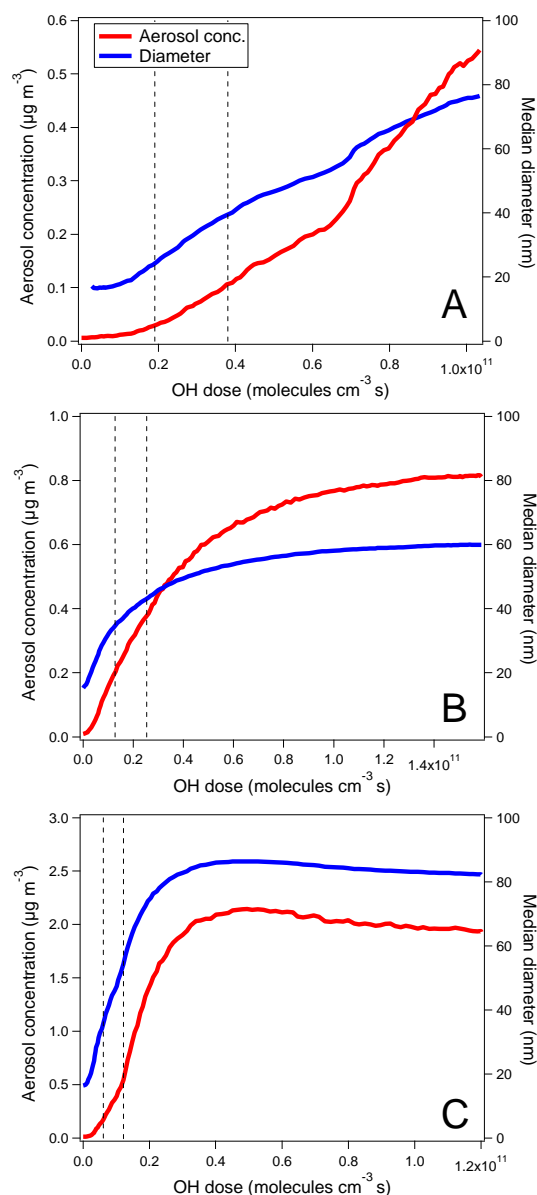 Aerosol conc.
Diameter
0.6
0.5
0.4
0.3
0.2
0.1
0.0
Aerosol concentration (µg m⁻³)
100
80
60
40
20
0
Median diameter (nm)
A
0.0 0.2 0.4 0.6 0.8 1.0x10¹¹
OH dose (molecules cm⁻³ s)
1.0
0.8
0.6
0.4
0.2
0.0
Aerosol concentration (µg m⁻³)
100
80
60
40
20
0
Median diameter (nm)
B
0.0 0.2 0.4 0.6 0.8 1.0 1.4x10¹¹
OH dose (molecules cm⁻³ s)
3.0
2.5
2.0
1.5
1.0
0.5
0.0
Aerosol concentration (µg m⁻³)
100
80
60
40
20
0
Median diameter (nm)
C
0.0 0.2 0.4 0.6 0.8 1.0 1.2x10¹¹
OH dose (molecules cm⁻³ s)